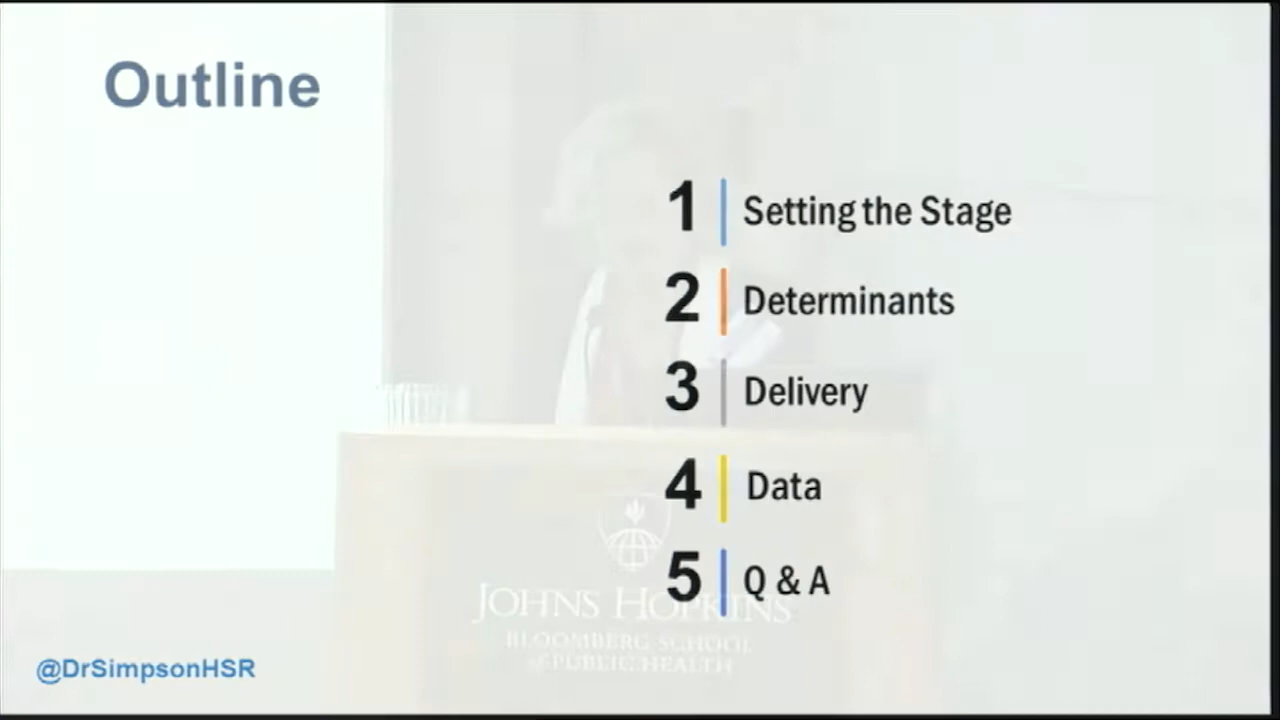 Outline
1 Setting the Stage
2 Determinants
3 Delivery
4 Data
5 Q & A
JOHNS HOPKINS
BLOOMBERG SCHOOL
of PUBLIC HEALTH
@DrSimpsonHSR